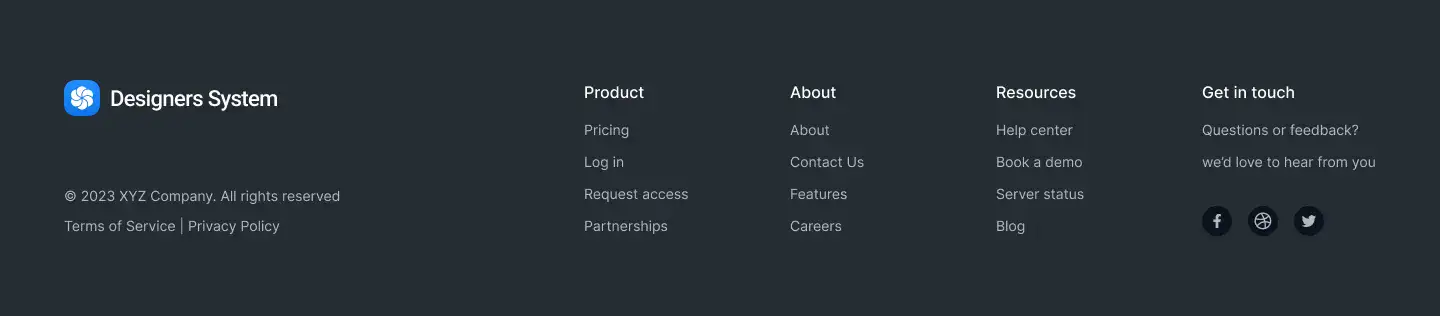 Designers System
© 2023 XYZ Company. All rights reserved
Terms of Service | Privacy Policy
Product
Pricing
Log in
Request access
Partnerships
About
About
Contact Us
Features
Careers
Resources
Help center
Book a demo
Server status
Blog
Get in touch
Questions or feedback?
we’d love to hear from you